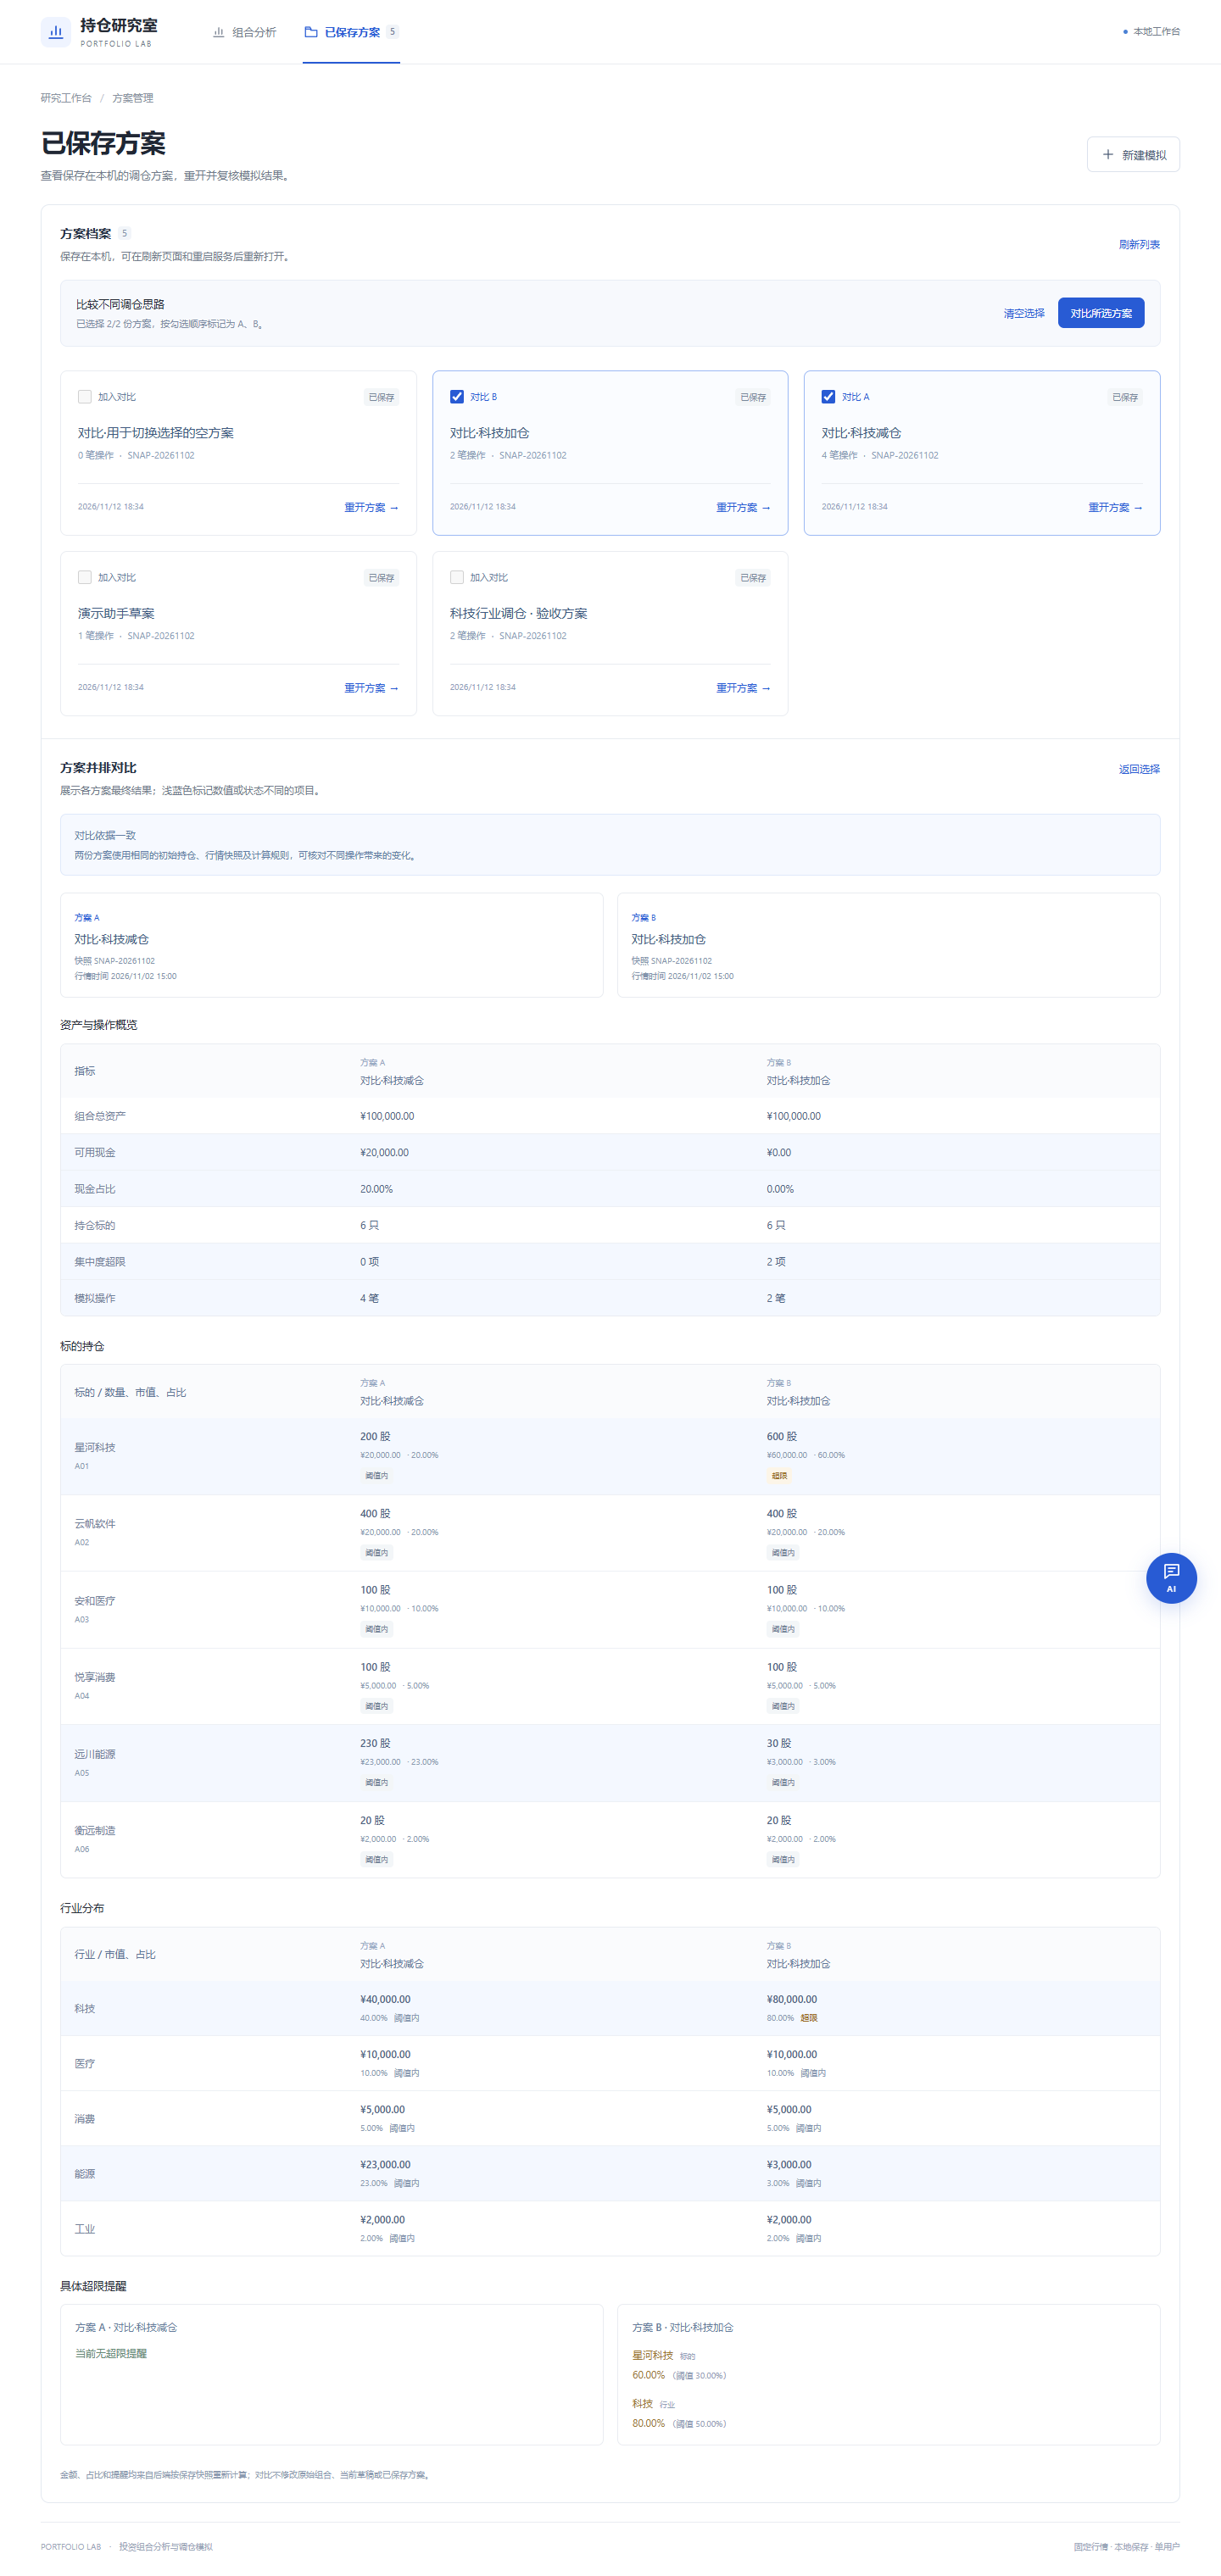 持仓研究室
PORTFOLIO LAB
组合分析
已保存方案 5
本地工作台
研究工作台 / 方案管理
已保存方案
查看保存在本机的调仓方案，重开并复核模拟结果。
新建模拟
方案档案 5
保存在本机，可在刷新页面和重启服务后重新打开。
刷新列表
比较不同调仓思路
已选择 2/2 份方案，按勾选顺序标记为 A、B。
清空选择
对比所选方案
加入对比 已保存
对比·用于切换选择的空方案
0 笔操作 · SNAP-20261102
2026/11/12 18:34 重开方案 →
对比 B 已保存
对比·科技加仓
2 笔操作 · SNAP-20261102
2026/11/12 18:34 重开方案 →
对比 A 已保存
对比·科技减仓
4 笔操作 · SNAP-20261102
2026/11/12 18:34 重开方案 →
加入对比 已保存
演示助手草案
1 笔操作 · SNAP-20261102
2026/11/12 18:34 重开方案 →
加入对比 已保存
科技行业调仓 · 验收方案
2 笔操作 · SNAP-20261102
2026/11/12 18:34 重开方案 →
方案并排对比
展示各方案最终结果；浅蓝色标记数值或状态不同的项目。
返回选择
对比依据一致
两份方案使用相同的初始持仓、行情快照及计算规则，可核对不同操作带来的变化。
方案 A
对比·科技减仓
快照 SNAP-20261102
行情时间 2026/11/02 15:00
方案 B
对比·科技加仓
快照 SNAP-20261102
行情时间 2026/11/02 15:00
资产与操作概览
指标
方案 A
对比·科技减仓
方案 B
对比·科技加仓
组合总资产 ¥100,000.00 ¥100,000.00
可用现金 ¥20,000.00 ¥0.00
现金占比 20.00% 0.00%
持仓标的 6 只 6 只
集中度超限 0 项 2 项
模拟操作 4 笔 2 笔
标的持仓
标的 / 数量、市值、占比
方案 A
对比·科技减仓
方案 B
对比·科技加仓
星河科技
A01
200 股
¥20,000.00 · 20.00%
阈值内
600 股
¥60,000.00 · 60.00%
超限
云帆软件
A02
400 股
¥20,000.00 · 20.00%
阈值内
400 股
¥20,000.00 · 20.00%
阈值内
安和医疗
A03
100 股
¥10,000.00 · 10.00%
阈值内
100 股
¥10,000.00 · 10.00%
阈值内
悦享消费
A04
100 股
¥5,000.00 · 5.00%
阈值内
100 股
¥5,000.00 · 5.00%
阈值内
远川能源
A05
230 股
¥23,000.00 · 23.00%
阈值内
30 股
¥3,000.00 · 3.00%
阈值内
衡远制造
A06
20 股
¥2,000.00 · 2.00%
阈值内
20 股
¥2,000.00 · 2.00%
阈值内
AI
行业分布
行业 / 市值、占比
方案 A
对比·科技减仓
方案 B
对比·科技加仓
科技
¥40,000.00
40.00% 阈值内
¥80,000.00
80.00% 超限
医疗
¥10,000.00
10.00% 阈值内
¥10,000.00
10.00% 阈值内
消费
¥5,000.00
5.00% 阈值内
¥5,000.00
5.00% 阈值内
能源
¥23,000.00
23.00% 阈值内
¥3,000.00
3.00% 阈值内
工业
¥2,000.00
2.00% 阈值内
¥2,000.00
2.00% 阈值内
具体超限提醒
方案 A · 对比·科技减仓
当前无超限提醒
方案 B · 对比·科技加仓
星河科技 标的
60.00% （阈值 30.00%）
科技 行业
80.00% （阈值 50.00%）
金额、占比和提醒均来自后端按保存快照重新计算；对比不修改原始组合、当前草稿或已保存方案。
PORTFOLIO LAB · 投资组合分析与调仓模拟
固定行情 · 本地保存 · 单用户